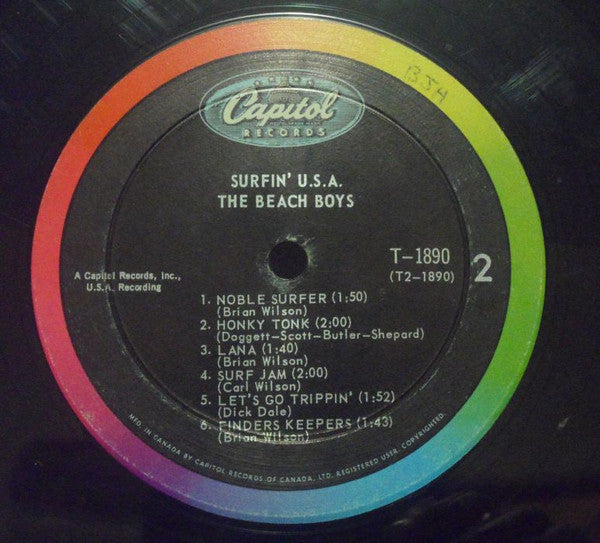 BJ4
Capitol
RECORDS
SURFIN' U.S.A.
THE BEACH BOYS
T-1890
(T2-1890)
2
A Capitol Records, Inc.,
U.S.A. Recording
1. NOBLE SURFER (1:50)
(Brian Wilson)
2. HONKY TONK (2:00)
(Doggett-Scott-Butler-Shepard)
3. LANA (1:40)
(Brian Wilson)
4. SURF JAM (2:00)
(Carl Wilson)
5. LET'S GO TRIPPIN' (1:52)
(Dick Dale)
6. FINDERS KEEPERS (1:43)
(Brian Wilson)
MFD. IN CANADA BY CAPITOL RECORDS OF CANADA, LTD. REGISTERED USER. COPYRIGHTED.